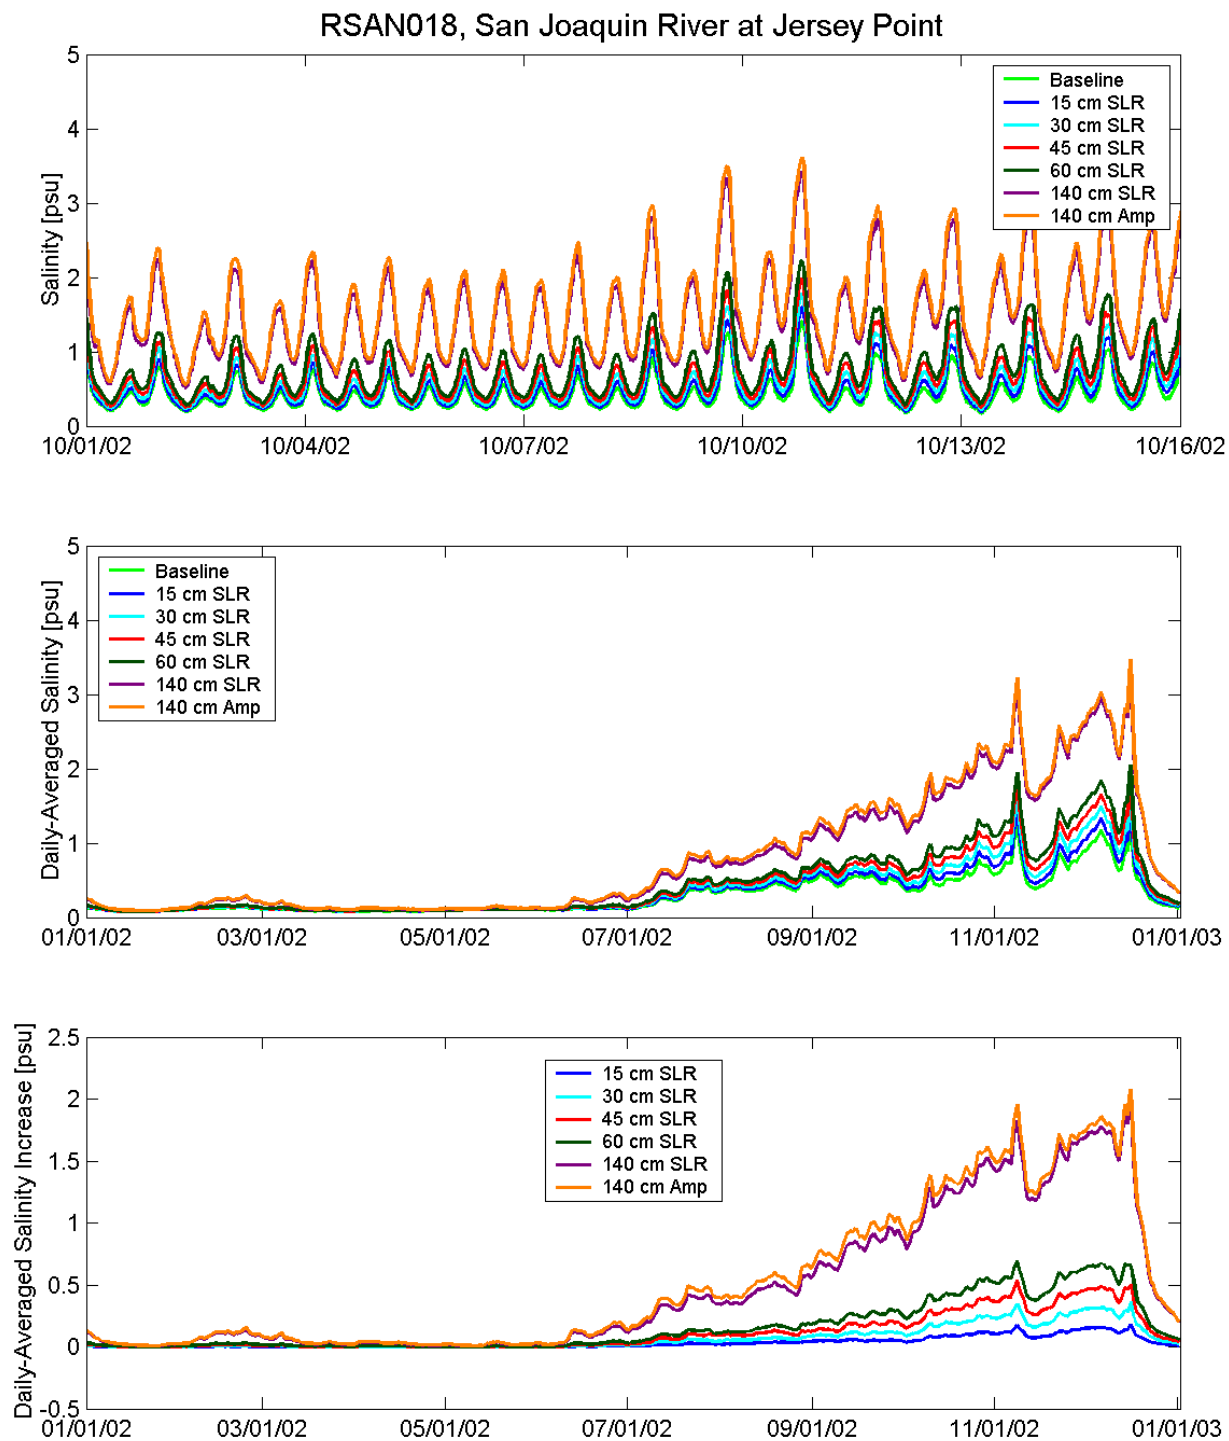 RSAN018, San Joaquin River at Jersey Point
Salinity [psu]
5
4
3
2
1
0
Baseline
15 cm SLR
30 cm SLR
45 cm SLR
60 cm SLR
140 cm SLR
140 cm Amp
10/01/02 10/04/02 10/07/02 10/10/02 10/13/02 10/16/02
Daily-Averaged Salinity [psu]
5
4
3
2
1
0
Baseline
15 cm SLR
30 cm SLR
45 cm SLR
60 cm SLR
140 cm SLR
140 cm Amp
01/01/02 03/01/02 05/01/02 07/01/02 09/01/02 11/01/02 01/01/03
Daily-Averaged Salinity Increase [psu]
2.5
2
1.5
1
0.5
0
-0.5
15 cm SLR
30 cm SLR
45 cm SLR
60 cm SLR
140 cm SLR
140 cm Amp
01/01/02 03/01/02 05/01/02 07/01/02 09/01/02 11/01/02 01/01/03